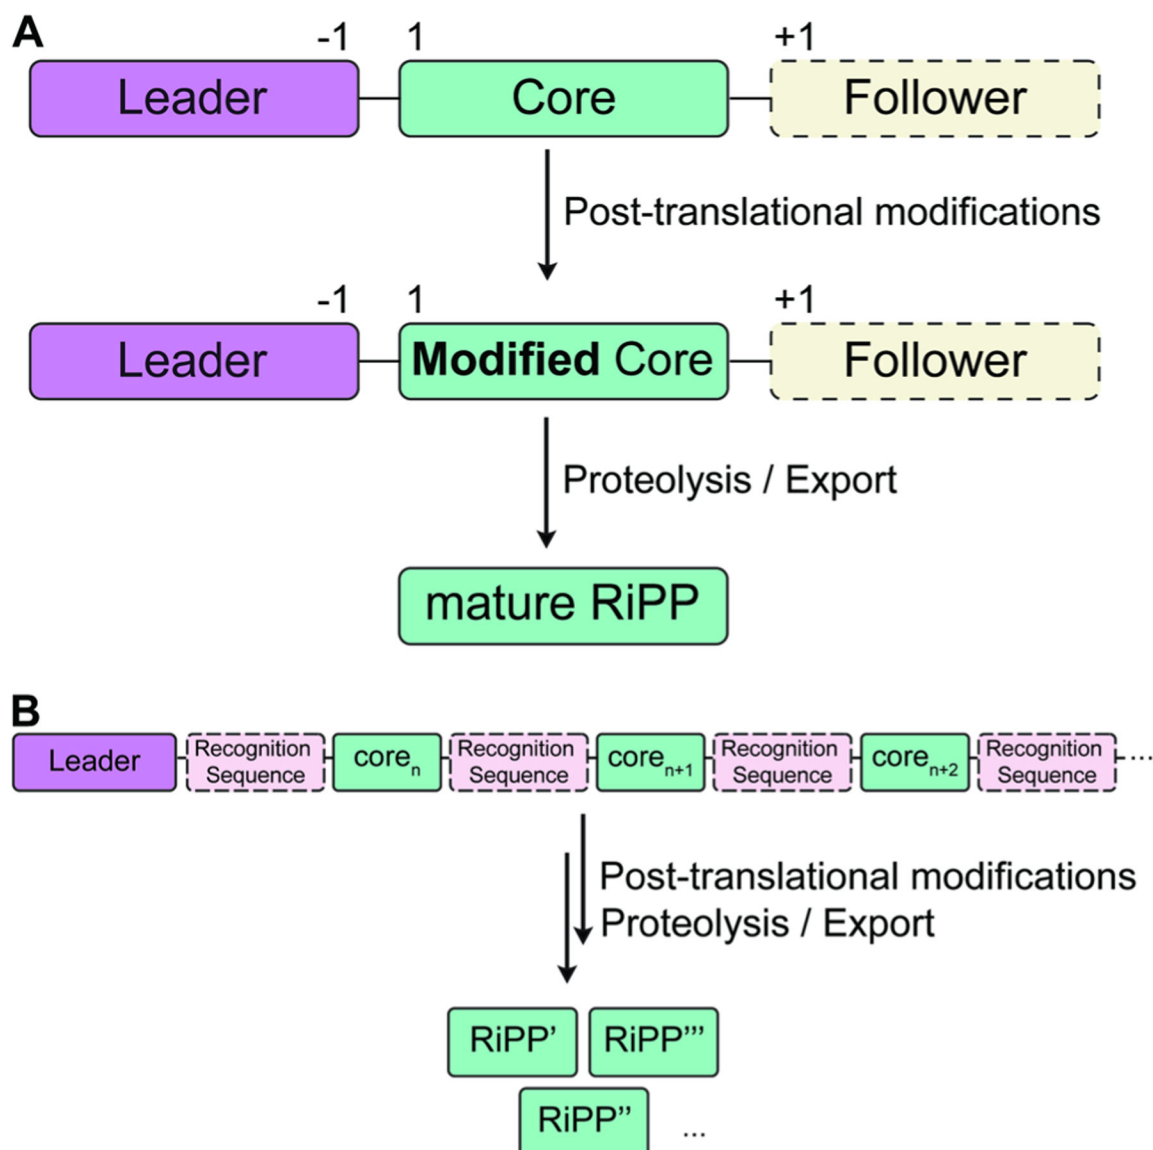 A
-1 1 +1
Leader Core Follower
Post-translational modifications
-1 1 +1
Leader Modified Core Follower
Proteolysis / Export
mature RiPP
B
Leader Recognition Sequence core n Recognition Sequence core n+1 Recognition Sequence core n+2 Recognition Sequence ...
Post-translational modifications
Proteolysis / Export
RiPP’ RiPP’’’
RiPP’’ ...